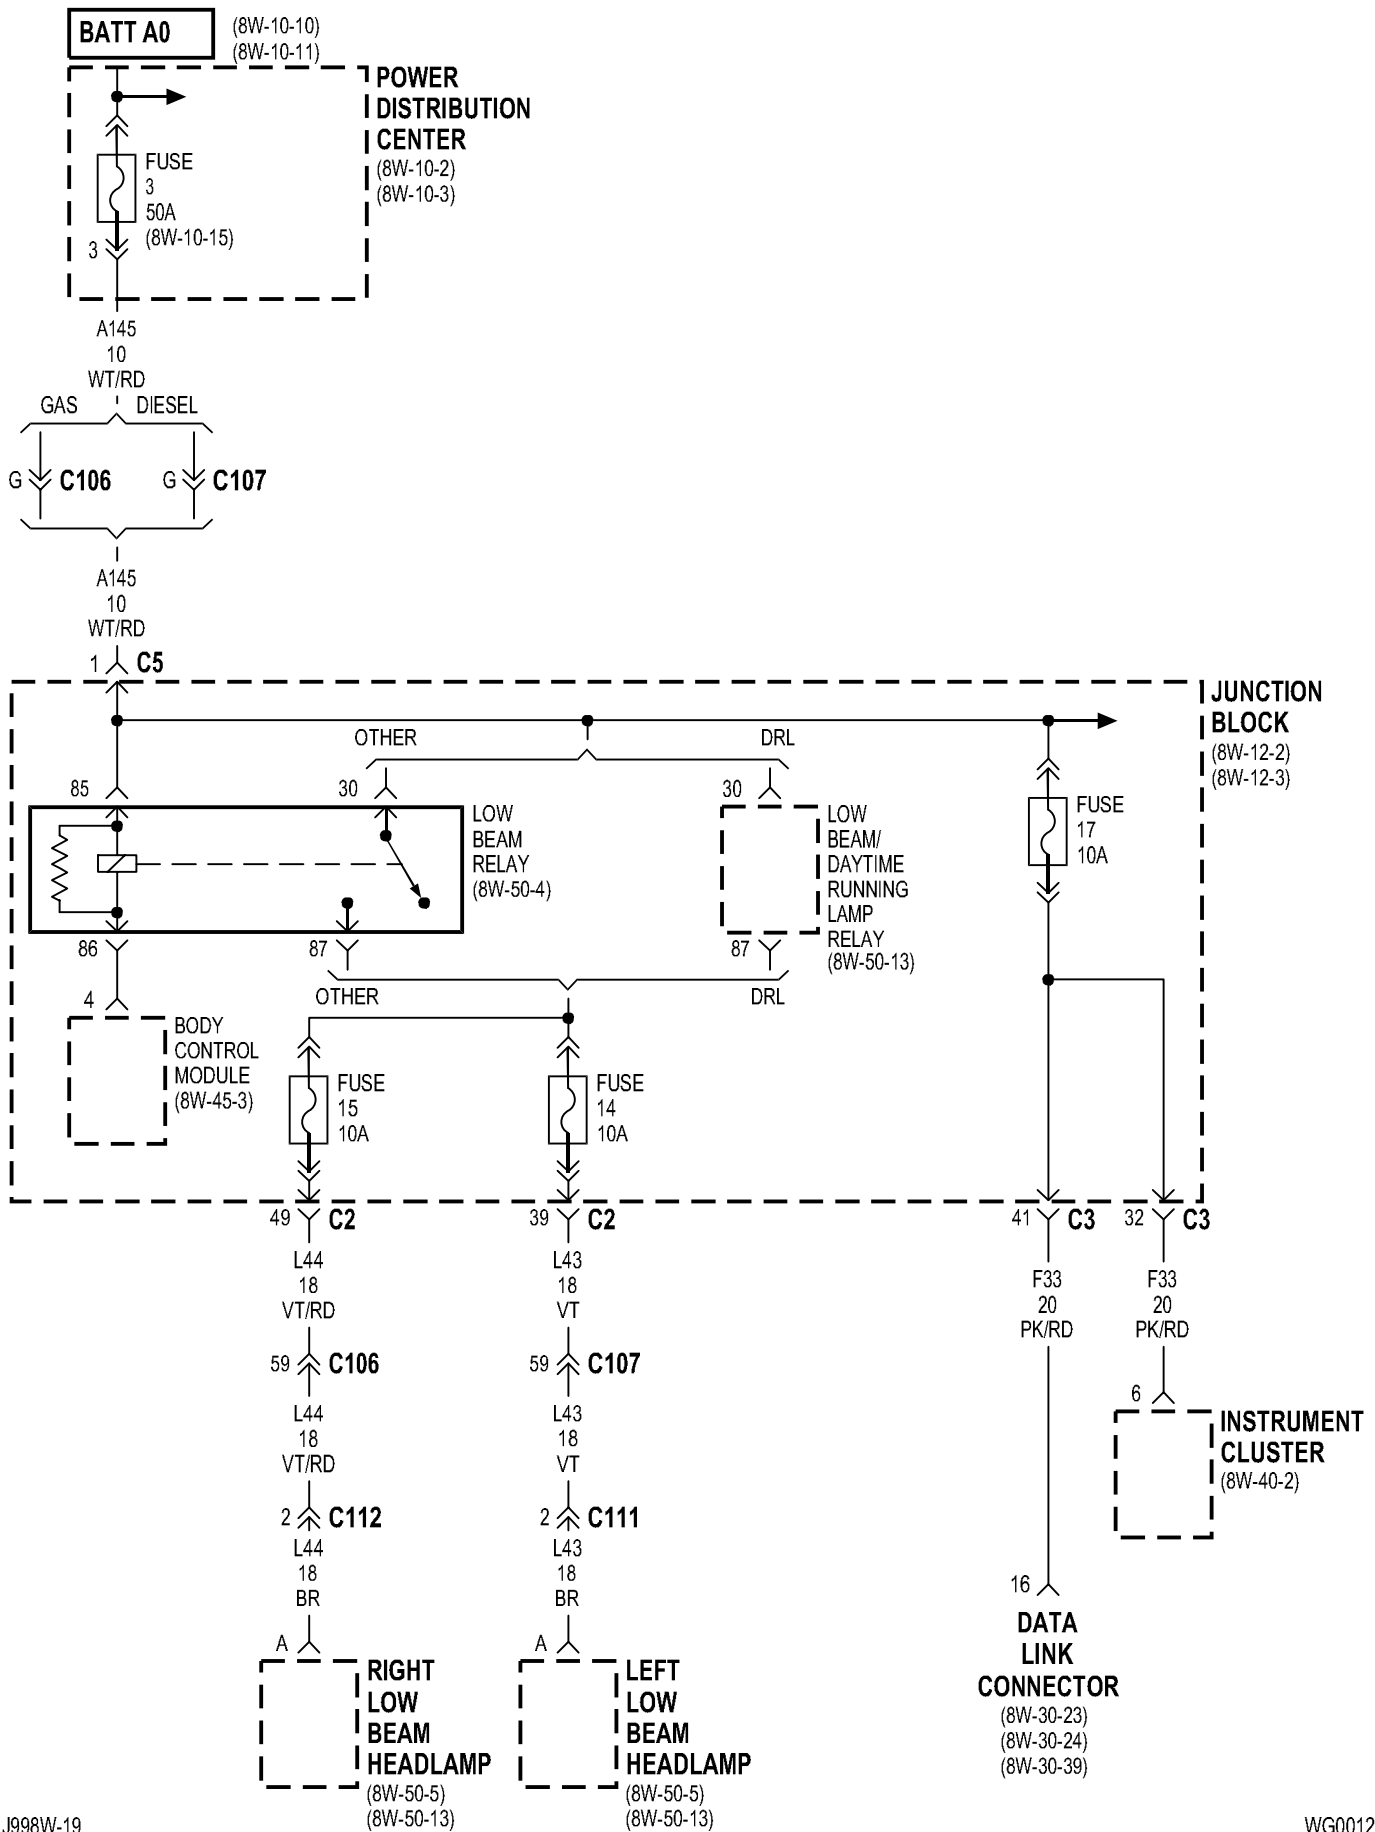 BATT A0
(8W-10-10)
(8W-10-11)
POWER
DISTRIBUTION
CENTER
(8W-10-2)
(8W-10-3)
FUSE
3
50A
(8W-10-15)
3
A145
10
WT/RD
GAS
DIESEL
G
C106
G
C107
A145
10
WT/RD
1
C5
JUNCTION
BLOCK
(8W-12-2)
(8W-12-3)
OTHER
DRL
85
30
30
LOW
BEAM
RELAY
(8W-50-4)
LOW
BEAM/
DAYTIME
RUNNING
LAMP
RELAY
(8W-50-13)
FUSE
17
10A
86
87
87
OTHER
DRL
4
BODY
CONTROL
MODULE
(8W-45-3)
FUSE
15
10A
FUSE
14
10A
49
C2
39
C2
41
C3
32
C3
L44
18
VT/RD
L43
18
VT
F33
20
PK/RD
F33
20
PK/RD
59
C106
59
C107
L44
18
VT/RD
L43
18
VT
6
INSTRUMENT
CLUSTER
(8W-40-2)
2
C112
2
C111
L44
18
BR
L43
18
BR
16
DATA
LINK
CONNECTOR
(8W-30-23)
(8W-30-24)
(8W-30-39)
A
RIGHT
LOW
BEAM
HEADLAMP
(8W-50-5)
(8W-50-13)
A
LEFT
LOW
BEAM
HEADLAMP
(8W-50-5)
(8W-50-13)
J998W-19
WG0012